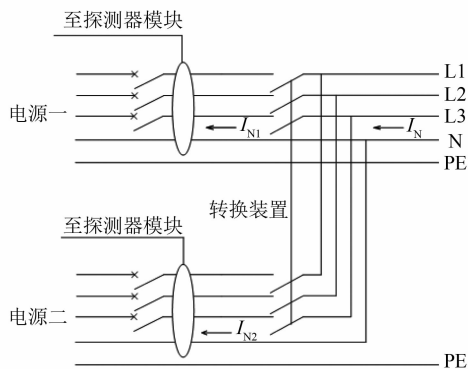 至探测器模块
L1
L2
电源一
L3
I_N1
I_N
N
PE
转换装置
至探测器模块
电源二
I_N2
PE